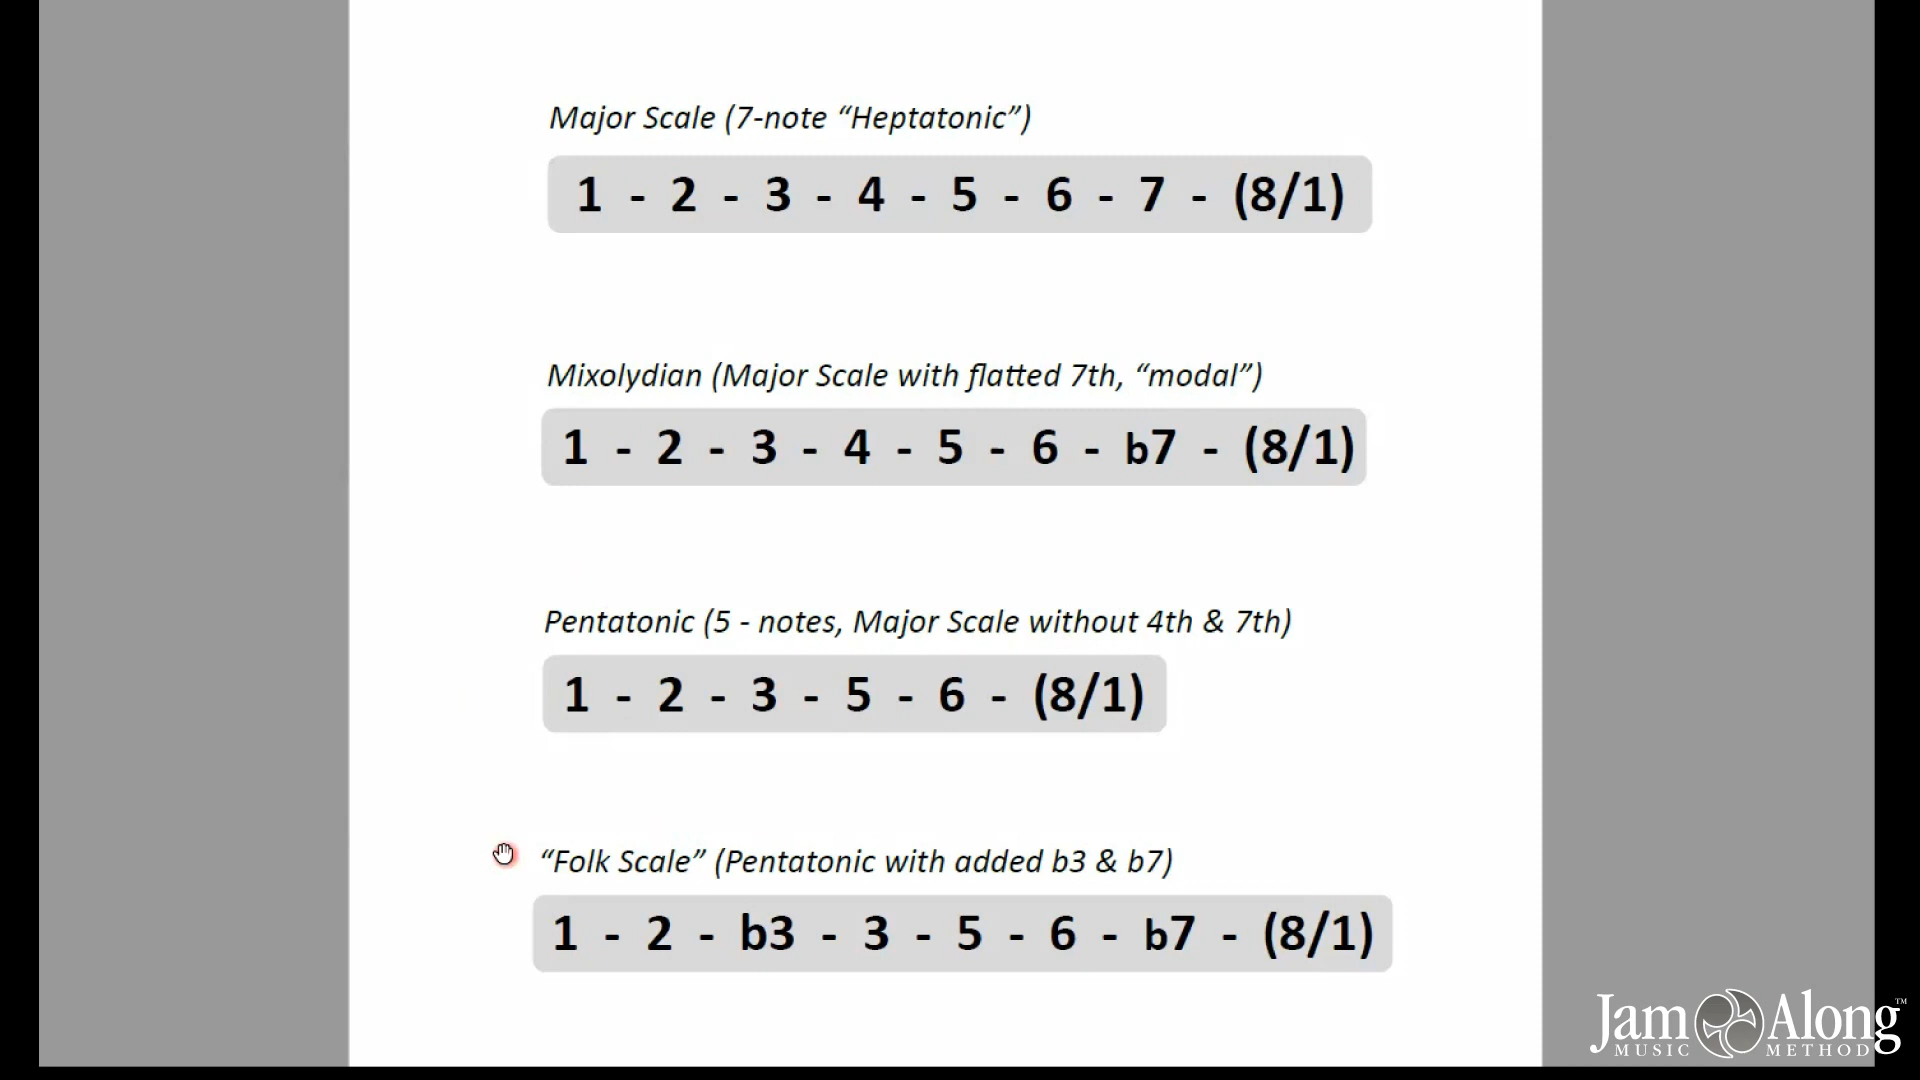 Major Scale (7-note “Heptatonic”)
1 - 2 - 3 - 4 - 5 - 6 - 7 - (8/1)
Mixolydian (Major Scale with flatted 7th, “modal”)
1 - 2 - 3 - 4 - 5 - 6 - b7 - (8/1)
Pentatonic (5 - notes, Major Scale without 4th & 7th)
1 - 2 - 3 - 5 - 6 - (8/1)
“Folk Scale” (Pentatonic with added b3 & b7)
1 - 2 - b3 - 3 - 5 - 6 - b7 - (8/1)
Jam Along™
MUSIC METHOD